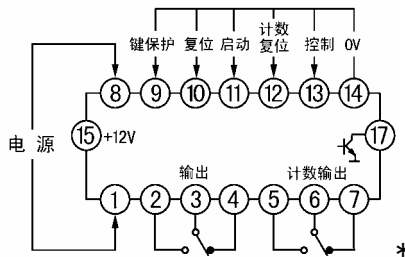 键保护 复位 启动 计数复位 控制 0V
8 9 10 11 12 13 14
电源 15 +12V 17
输出 计数输出
1 2 3 4 5 6 7
*